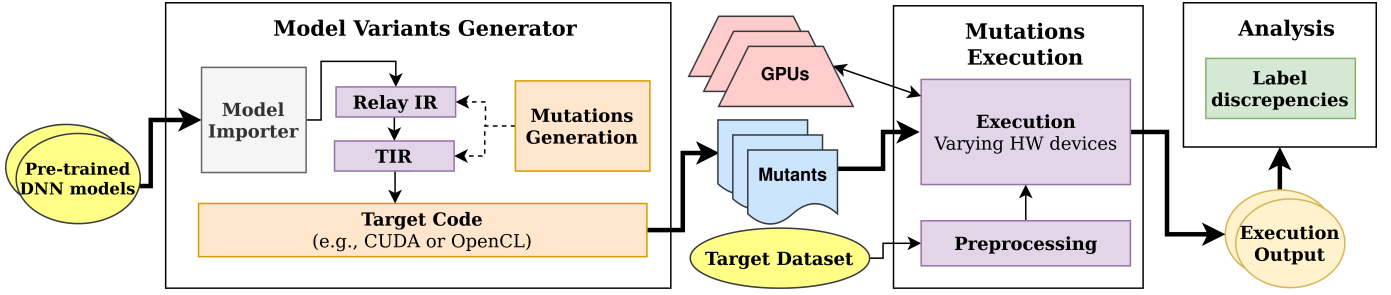 Model Variants Generator
Pre-trained
DNN models
Model
Importer
Relay IR
TIR
Mutations
Generation
Target Code
(e.g., CUDA or OpenCL)
GPUs
Mutants
Target Dataset
Mutations
Execution
Execution
Varying HW devices
Preprocessing
Analysis
Label
discrepencies
Execution
Output